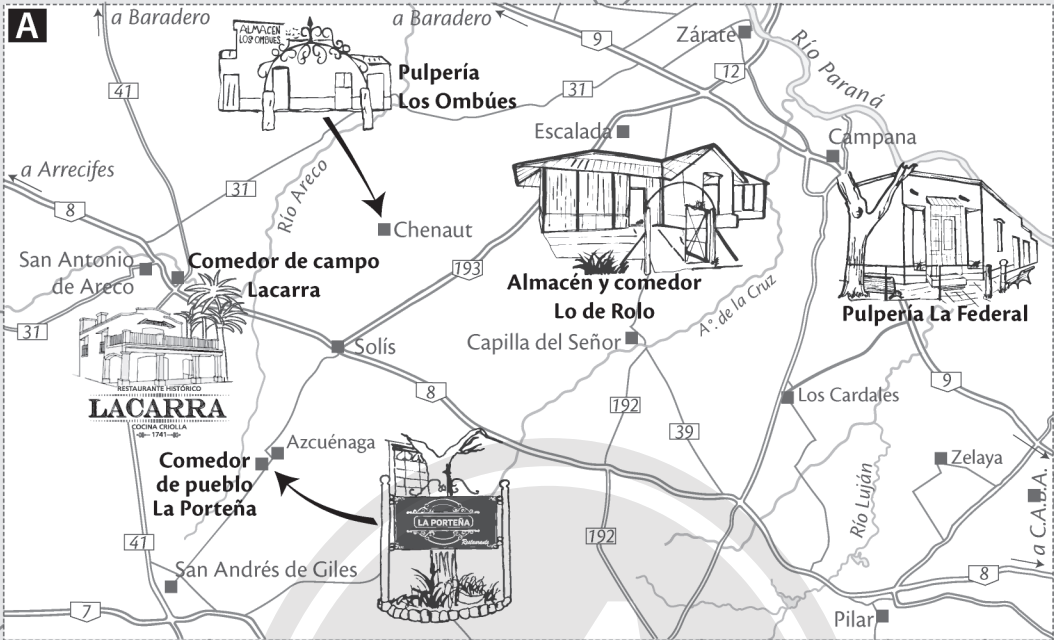 A
a Baradero
a Baradero
9
Zárate
Río Paraná
ALMACÉN
LOS OMBUES
Pulpería
Los Ombúes
12
41
31
Escalada
Campana
a Arrecifes
31
Río Areco
8
Chenaut
San Antonio
de Areco
Comedor de campo
Lacarra
193
Almacén y comedor
Lo de Rolo
A°. de la Cruz
Pulpería La Federal
31
Solís
Capilla del Señor
RESTAURANTE HISTÓRICO
LACARRA
COCINA CRIOLLA
1741
8
9
192
Los Cardales
39
Azcuénaga
Comedor
de pueblo
La Porteña
Zelaya
LA PORTEÑA
Restaurante
Río Luján
a C.A.B.A.
41
192
San Andrés de Giles
8
7
Pilar